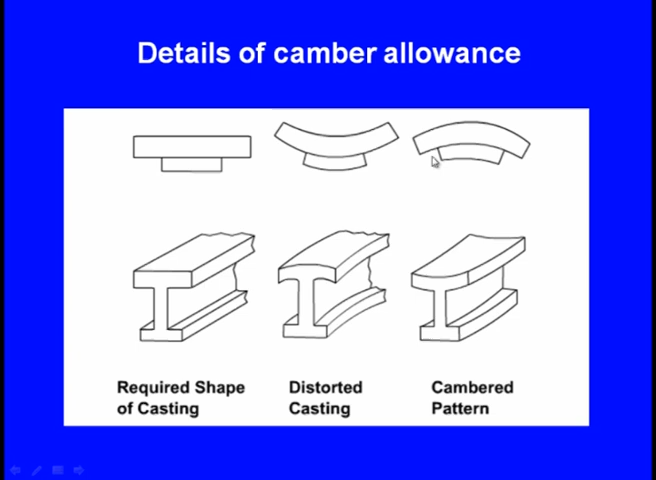 Details of camber allowance
Required Shape
of Casting
Distorted
Casting
Cambered
Pattern